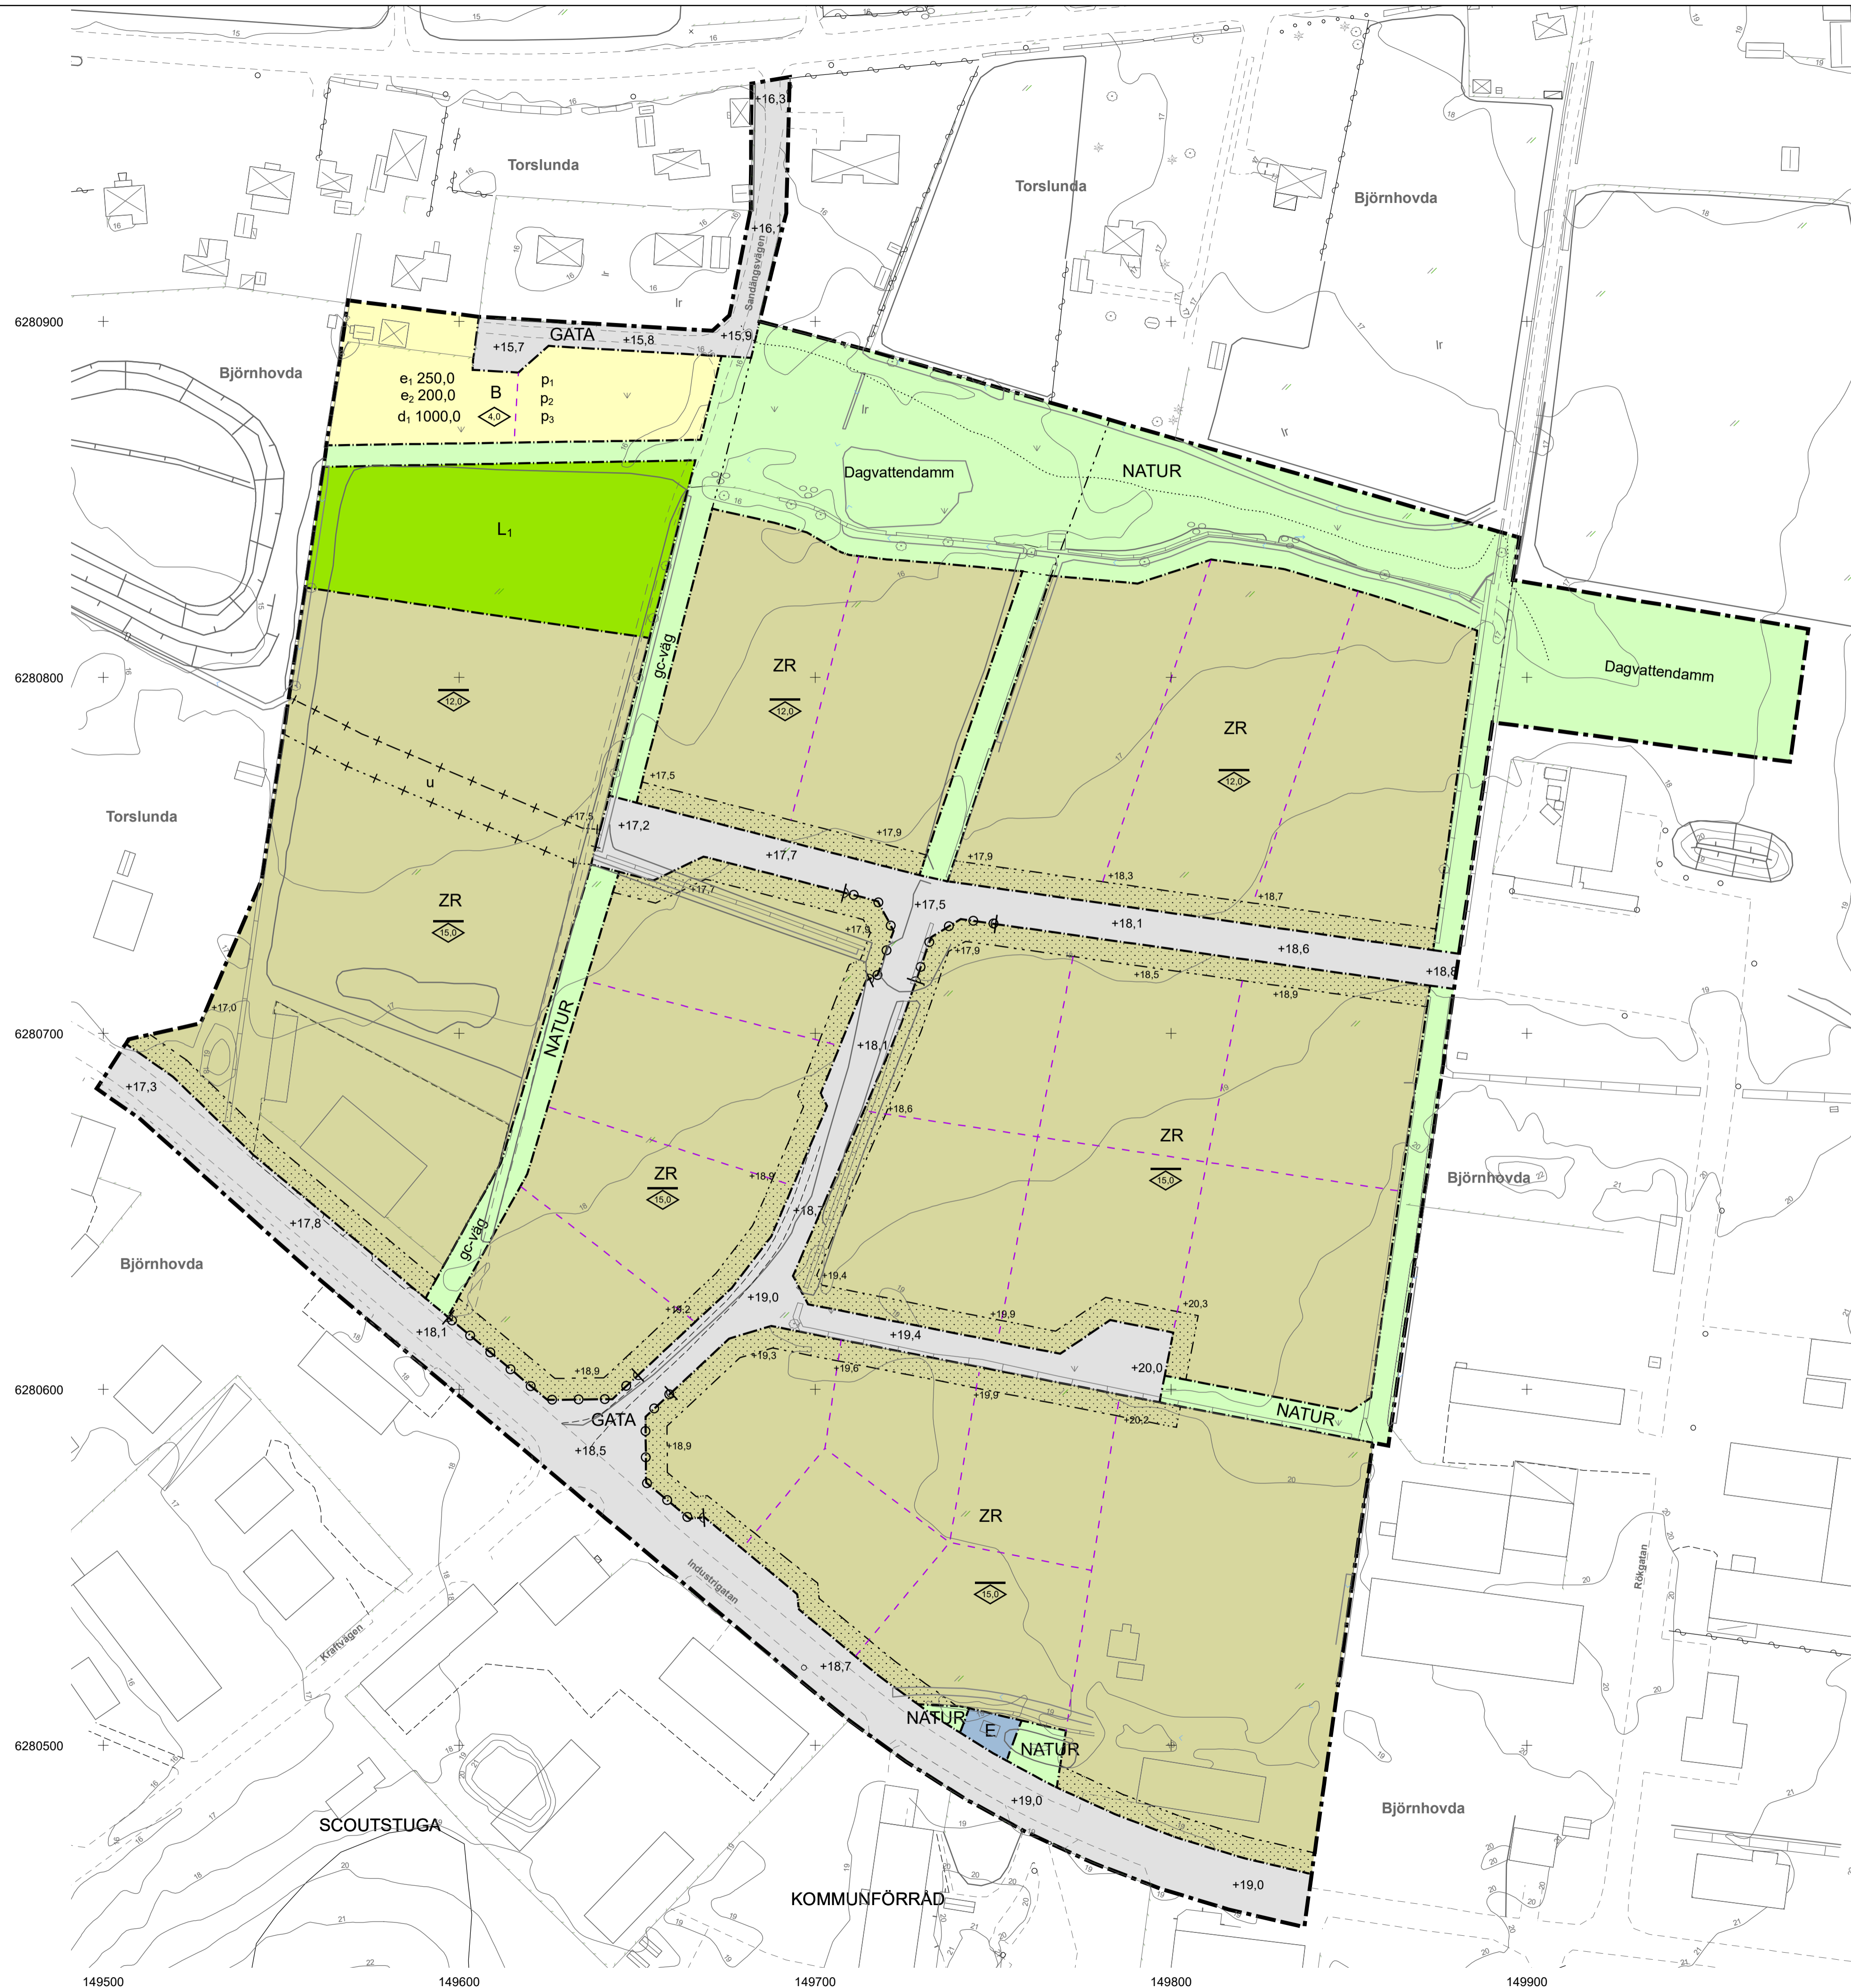 Torslunda
Torslunda
Björnhovda
+16,3
+16,1
Sandängsvägen
6280900
GATA
+15,7
+15,8
+15,9
Björnhovda
e₁ 250,0
e₂ 200,0
d₁ 1000,0
B
4,0
p₁
p₂
p₃
Dagvattendamm
NATUR
L₁
6280800
gc-väg
ZR
12,0
12,0
ZR
12,0
Dagvattendamm
u
Torslunda
+17,5
+17,5
+17,2
+17,7
+17,9
+17,9
+18,3
+18,7
+17,7
ZR
15,0
+17,9
+17,5
+17,9
+18,1
+18,5
+18,6
+18,9
+18,8
+17,0
6280700
NATUR
+18,1
+17,3
+18,6
ZR
15,0
ZR
15,0
+18,9
+18,7
Björnhovda
+17,8
gc-väg
Björnhovda
+19,4
+19,0
+19,2
+18,1
+19,9
+20,3
+19,4
+19,3
+19,6
+20,0
6280600
+18,9
+19,9
+20,2
NATUR
GATA
+18,5
+18,9
ZR
15,0
Industrigatan
Rökgatan
Kraftvägen
+18,7
NATUR
E
NATUR
6280500
+19,0
Björnhovda
SCOUTSTUGA
+19,0
KOMMUNFÖRRÅD
149500
149600
149700
149800
149900